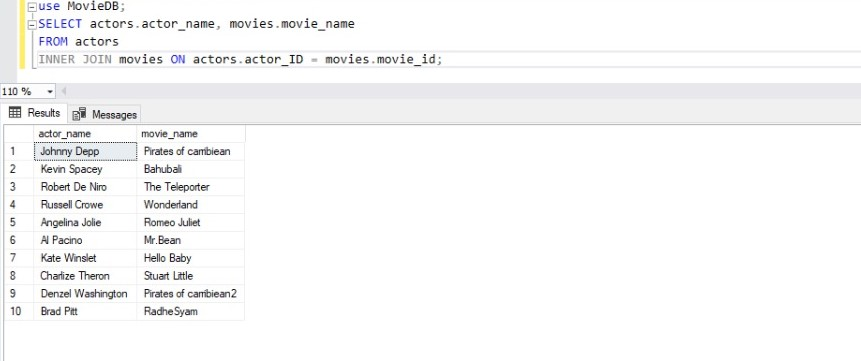 use MovieDB;
SELECT actors.actor_name, movies.movie_name
FROM actors
INNER JOIN movies ON actors.actor_ID = movies.movie_id;
110 %
Results Messages
actor_name movie_name
1 Johnny Depp Pirates of cambiean
2 Kevin Spacey Bahubali
3 Robert De Niro The Teleporter
4 Russell Crowe Wonderland
5 Angelina Jolie Romeo Juliet
6 Al Pacino Mr.Bean
7 Kate Winslet Hello Baby
8 Charlize Theron Stuart Little
9 Denzel Washington Pirates of cambiean2
10 Brad Pitt RadheSyam